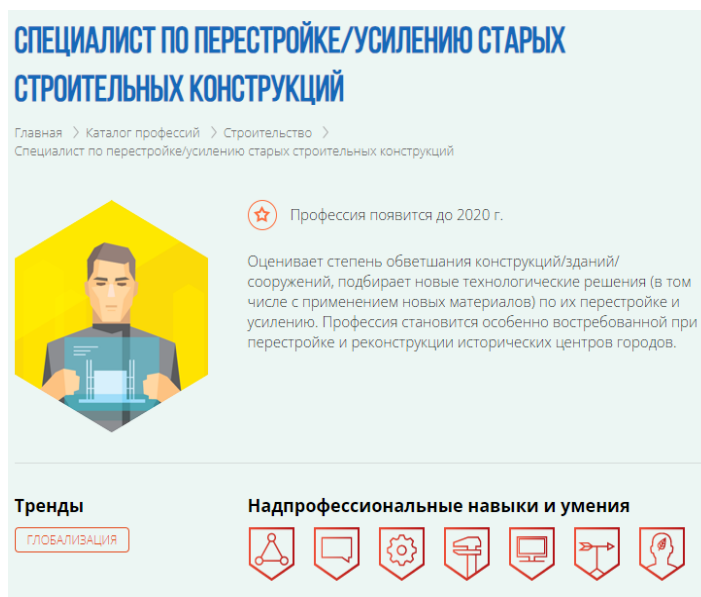 СПЕЦИАЛИСТ ПО ПЕРЕСТРОЙКЕ/УСИЛЕНИЮ СТАРЫХ
СТРОИТЕЛЬНЫХ КОНСТРУКЦИЙ
Главная > Каталог профессий > Строительство >
Специалист по перестройке/усилению старых строительных конструкций
Профессия появится до 2020 г.
Оценивает степень обветшания конструкций/зданий/
сооружений, подбирает новые технологические решения (в том
числе с применением новых материалов) по их перестройке и
усилению. Профессия становится особенно востребованной при
перестройке и реконструкции исторических центров городов.
Тренды
ГЛОБАЛИЗАЦИЯ
Надпрофессиональные навыки и умения